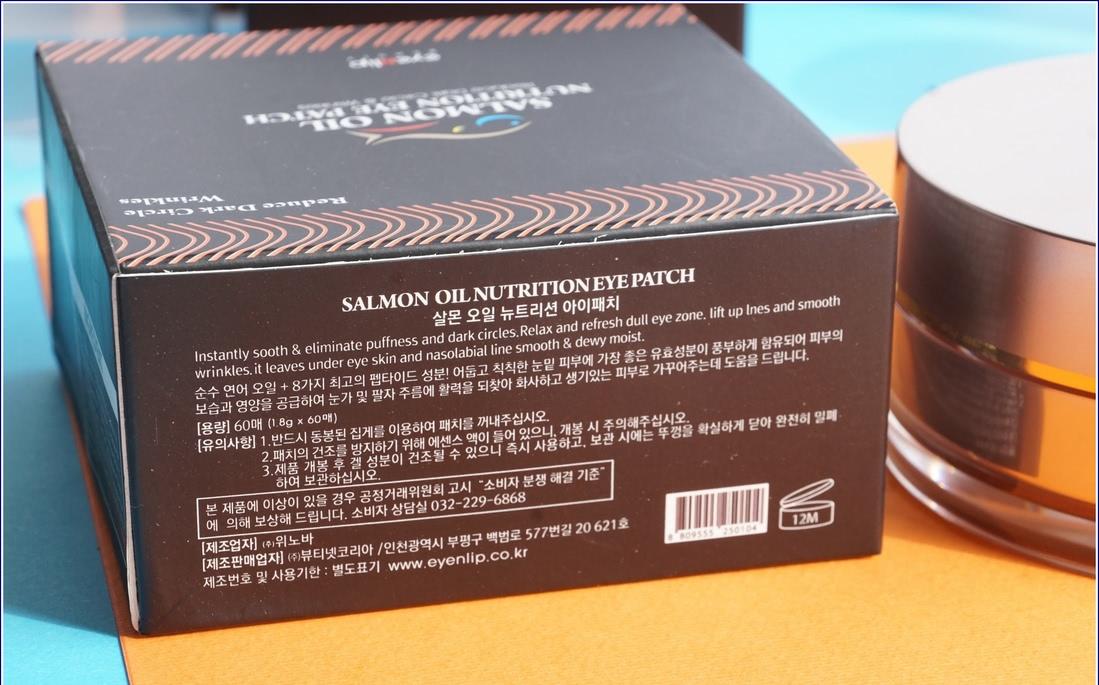 eyenlip
SALMON OIL
NUTRITION EYE PATCH
Reduce Dark Circle & Wrinkles
Reduce Dark Circle
Wrinkles
SALMON OIL NUTRITION EYE PATCH
살몬 오일 뉴트리션 아이패치
Instantly sooth & eliminate puffness and dark circles.Relax and refresh dull eye zone. lift up lnes and smooth
wrinkles.it leaves under eye skin and nasolabial line smooth & dewy moist.
순수 연어 오일 + 8가지 최고의 펩타이드 성분! 어둡고 칙칙한 눈밑 피부에 가장 좋은 유효성분이 풍부하게 함유되어 피부의
보습과 영양을 공급하여 눈가 및 팔자 주름에 활력을 되찾아 화사하고 생기있는 피부로 가꾸어주는데 도움을 드립니다.
[용량] 60매 (1.8g x 60매)
[유의사항] 1.반드시 동봉된 집게를 이용하여 패치를 꺼내주십시오.
2.패치의 건조를 방지하기 위해 에센스 액이 들어 있으니, 개봉 시 주의해주십시오.
3.제품 개봉 후 겔 성분이 건조될 수 있으니 즉시 사용하고, 보관 시에는 뚜껑을 확실하게 닫아 완전히 밀폐
하여 보관하십시오.
본 제품에 이상이 있을 경우 공정거래위원회 고시 "소비자 분쟁 해결 기준"
에 의해 보상해 드립니다. 소비자 상담실 032-229-6868
[제조업자] ㈜위노바
[제조판매업자] ㈜뷰티넷코리아 /인천광역시 부평구 백범로 577번길 20 621호
제조번호 및 사용기한 : 별도표기 www.eyenlip.co.kr
8 809555 250104
12M